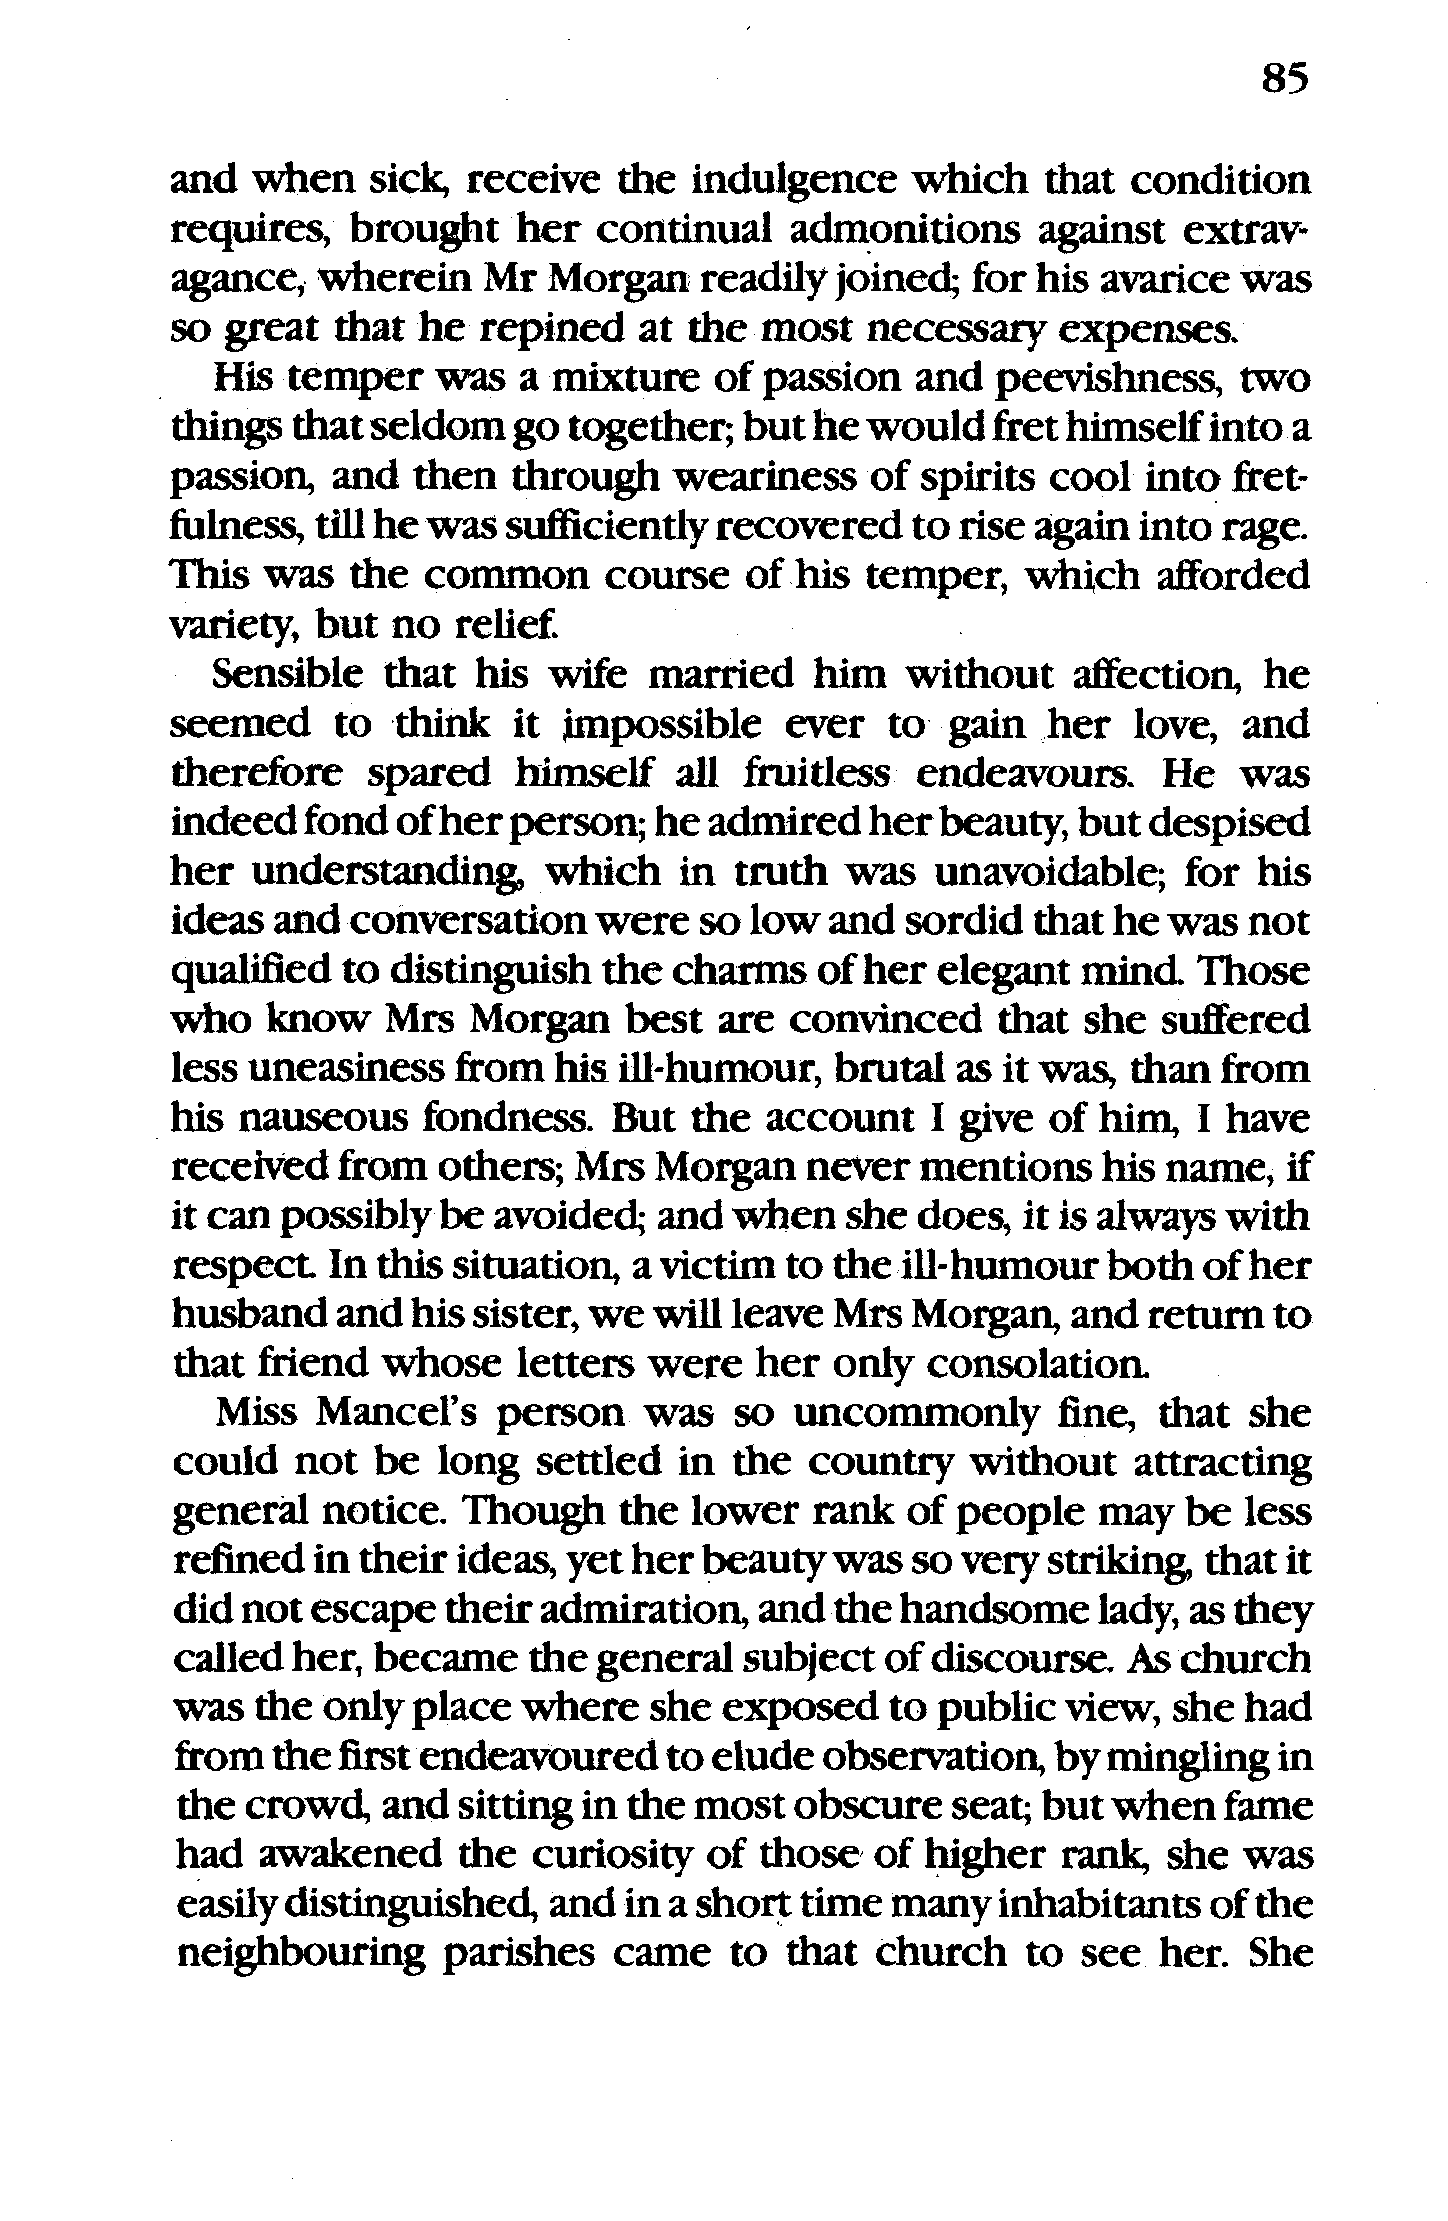 85
and when sick, receive the indulgence which that condition
requires, brought her continual admonitions against extrav-
agance, wherein Mr Morgan readily joined; for his avarice was
so great that he repined at the most necessary expenses.
His temper was a mixture of passion and peevishness, two
things that seldom go together; but he would fret himself into a
passion, and then through weariness of spirits cool into fret-
fulness, till he was sufficiently recovered to rise again into rage.
This was the common course of his temper, which afforded
variety, but no relief.
Sensible that his wife married him without affection, he
seemed to think it impossible ever to gain her love, and
therefore spared himself all fruitless endeavours. He was
indeed fond of her person; he admired her beauty, but despised
her understanding, which in truth was unavoidable; for his
ideas and conversation were so low and sordid that he was not
qualified to distinguish the charms of her elegant mind. Those
who know Mrs Morgan best are convinced that she suffered
less uneasiness from his ill-humour, brutal as it was, than from
his nauseous fondness. But the account I give of him, I have
received from others; Mrs Morgan never mentions his name, if
it can possibly be avoided; and when she does, it is always with
respect. In this situation, a victim to the ill-humour both of her
husband and his sister, we will leave Mrs Morgan, and return to
that friend whose letters were her only consolation.
Miss Mancel's person was so uncommonly fine, that she
could not be long settled in the country without attracting
general notice. Though the lower rank of people may be less
refined in their ideas, yet her beauty was so very striking, that it
did not escape their admiration, and the handsome lady, as they
called her, became the general subject of discourse. As church
was the only place where she exposed to public view, she had
from the first endeavoured to elude observation, by mingling in
the crowd, and sitting in the most obscure seat; but when fame
had awakened the curiosity of those of higher rank, she was
easily distinguished, and in a short time many inhabitants of the
neighbouring parishes came to that church to see her. She